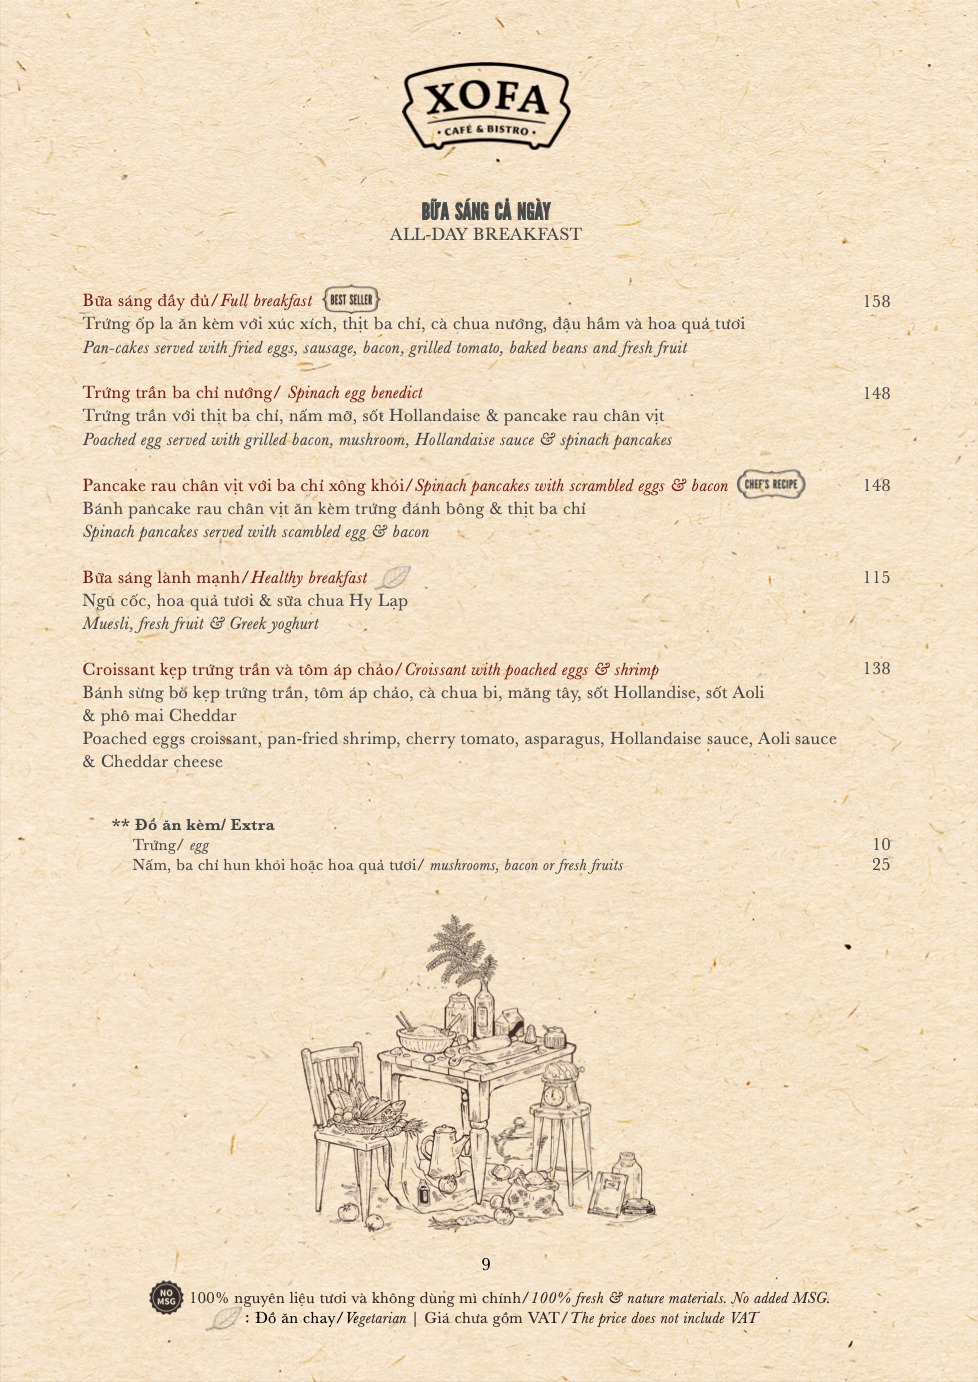 XOFA
· CAFÉ & BISTRO ·
BỮA SÁNG CẢ NGÀY
ALL-DAY BREAKFAST
Bữa sáng đầy đủ/Full breakfast BEST SELLER 158
Trứng ốp la ăn kèm với xúc xích, thịt ba chỉ, cà chua nướng, đậu hầm và hoa quả tươi
Pan-cakes served with fried eggs, sausage, bacon, grilled tomato, baked beans and fresh fruit
Trứng trần ba chỉ nướng/ Spinach egg benedict 148
Trứng trần với thịt ba chỉ, nấm mỡ, sốt Hollandaise & pancake rau chân vịt
Poached egg served with grilled bacon, mushroom, Hollandaise sauce & spinach pancakes
Pancake rau chân vịt với ba chỉ xông khói/Spinach pancakes with scrambled eggs & bacon CHEF'S RECIPE 148
Bánh pancake rau chân vịt ăn kèm trứng đánh bông & thịt ba chỉ
Spinach pancakes served with scambled egg & bacon
Bữa sáng lành mạnh/Healthy breakfast 115
Ngũ cốc, hoa quả tươi & sữa chua Hy Lạp
Muesli, fresh fruit & Greek yoghurt
Croissant kẹp trứng trần và tôm áp chảo/Croissant with poached eggs & shrimp 138
Bánh sừng bò kẹp trứng trần, tôm áp chảo, cà chua bi, măng tây, sốt Hollandise, sốt Aoli
& phô mai Cheddar
Poached eggs croissant, pan-fried shrimp, cherry tomato, asparagus, Hollandaise sauce, Aoli sauce
& Cheddar cheese
** Đồ ăn kèm/ Extra
Trứng/ egg 10
Nấm, ba chỉ hun khói hoặc hoa quả tươi/ mushrooms, bacon or fresh fruits 25
9
NO MSG 100% nguyên liệu tươi và không dùng mì chính/100% fresh & nature materials. No added MSG.
: Đồ ăn chay/Vegetarian | Giá chưa gồm VAT/The price does not include VAT